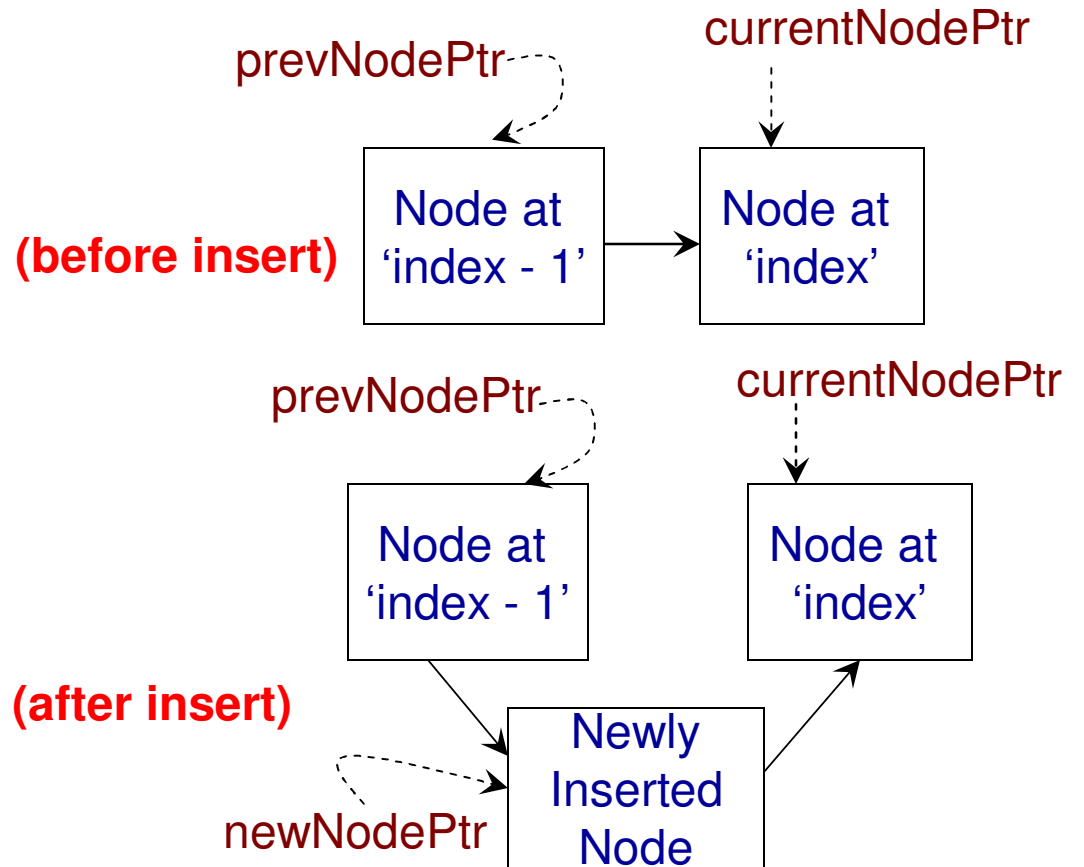 currentNodePtr
prevNodePtr
Node at
‘index - 1’
Node at
‘index’
(before insert)
prevNodePtr
currentNodePtr
Node at
‘index - 1’
Node at
‘index’
(after insert)
Newly
Inserted
Node
newNodePtr